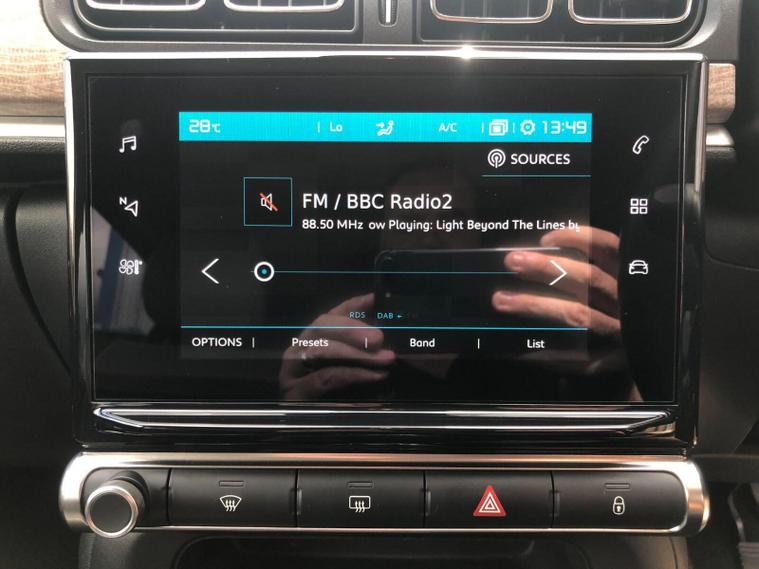 28°C Lo A/C 13:49
SOURCES
FM / BBC Radio2
88.50 MHz ow Playing: Light Beyond The Lines by
RDS DAB
OPTIONS Presets Band List
N